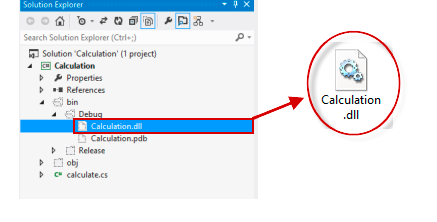 Solution Explorer
Search Solution Explorer (Ctrl+;)
Solution 'Calculation' (1 project)
C# Calculation
Properties
References
bin
Debug
Calculation.dll
Calculation.pdb
Release
obj
C# calculate.cs
Calculation
.dll